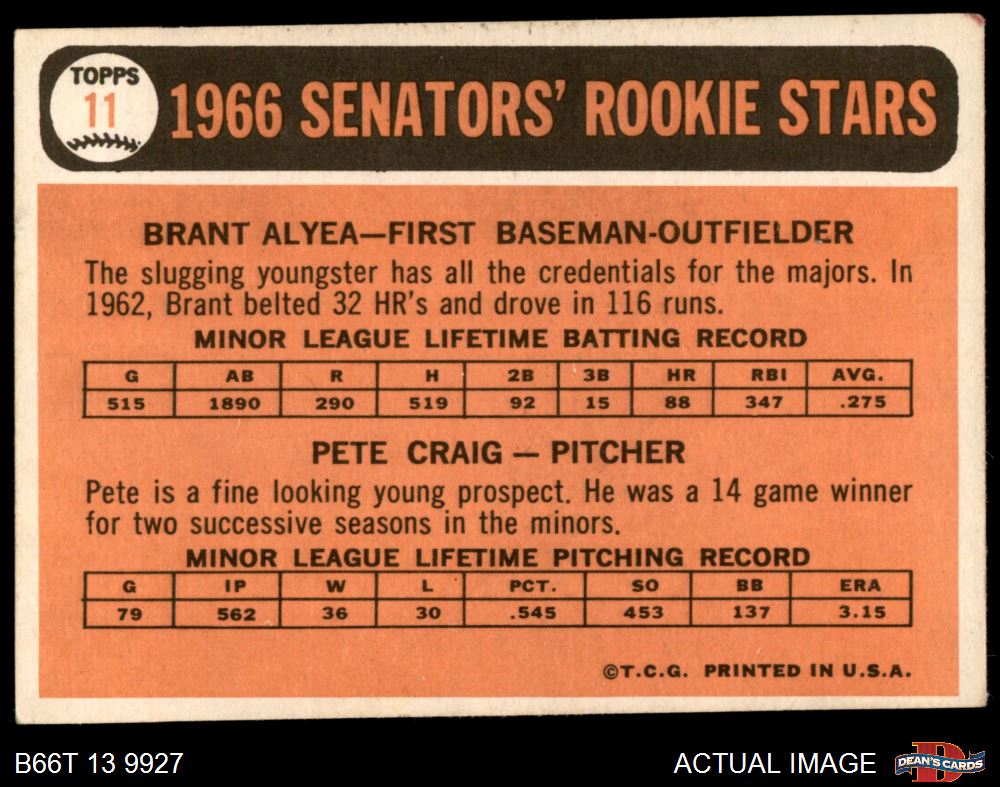 TOPPS
11
1966 SENATORS' ROOKIE STARS
BRANT ALYEA—FIRST BASEMAN-OUTFIELDER
The slugging youngster has all the credentials for the majors. In
1962, Brant belted 32 HR's and drove in 116 runs.
MINOR LEAGUE LIFETIME BATTING RECORD
G AB R H 2B 3B HR RBI AVG.
515 1890 290 519 92 15 88 347 .275
PETE CRAIG — PITCHER
Pete is a fine looking young prospect. He was a 14 game winner
for two successive seasons in the minors.
MINOR LEAGUE LIFETIME PITCHING RECORD
G IP W L PCT. SO BB ERA
79 562 36 30 .545 453 137 3.15
©T.C.G. PRINTED IN U.S.A.
B66T 13 9927
ACTUAL IMAGE
DEAN'S CARDS